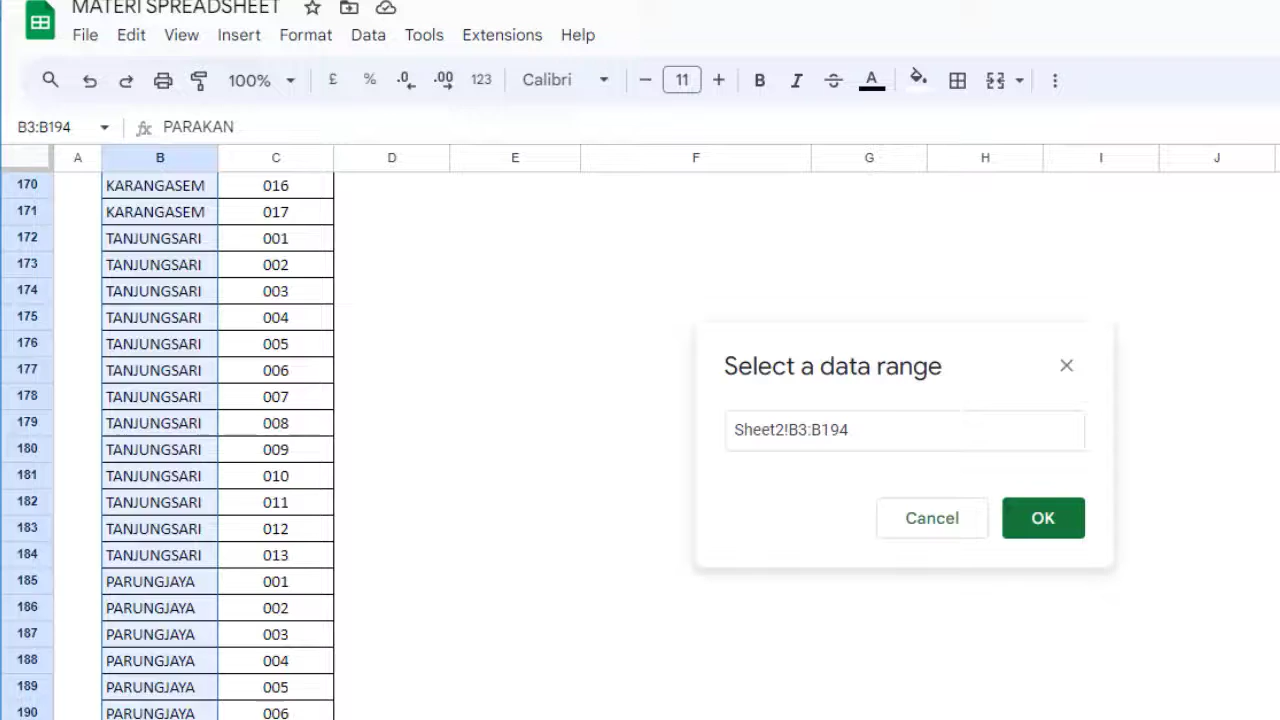 MATERI SPREADSHEET
File Edit View Insert Format Data Tools Extensions Help
100% £ % .0 .00 123 Calibri 11 B I A
B3:B194 fx PARAKAN
A B C D E F G H I J
170 KARANGASEM 016
171 KARANGASEM 017
172 TANJUNGSARI 001
173 TANJUNGSARI 002
174 TANJUNGSARI 003
175 TANJUNGSARI 004
176 TANJUNGSARI 005
177 TANJUNGSARI 006
178 TANJUNGSARI 007
179 TANJUNGSARI 008
180 TANJUNGSARI 009
181 TANJUNGSARI 010
182 TANJUNGSARI 011
183 TANJUNGSARI 012
184 TANJUNGSARI 013
185 PARUNGJAYA 001
186 PARUNGJAYA 002
187 PARUNGJAYA 003
188 PARUNGJAYA 004
189 PARUNGJAYA 005
190 PARUNGJAYA 006
Select a data range
Sheet2!B3:B194
Cancel OK